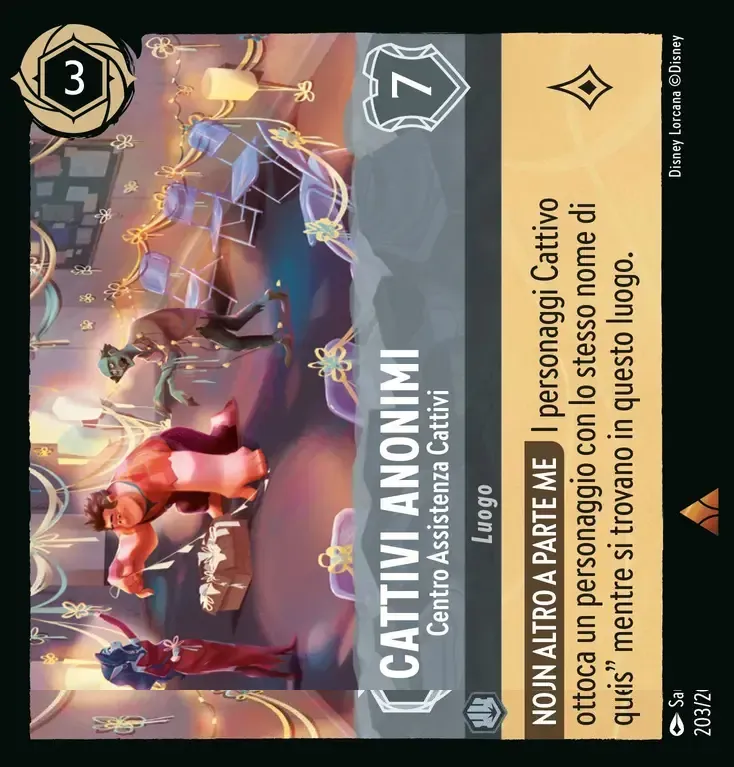 3
CATTIVI ANONIMI
Centro Assistenza Cattivi
7
Luogo
NOJN ALTRO A PARTE ME I personaggi Cattivo
ottoca un personaggio con lo stesso nome di
mentre si trovano in questo luogo.
Sa
203/2
Disney Lorcana ©Disney